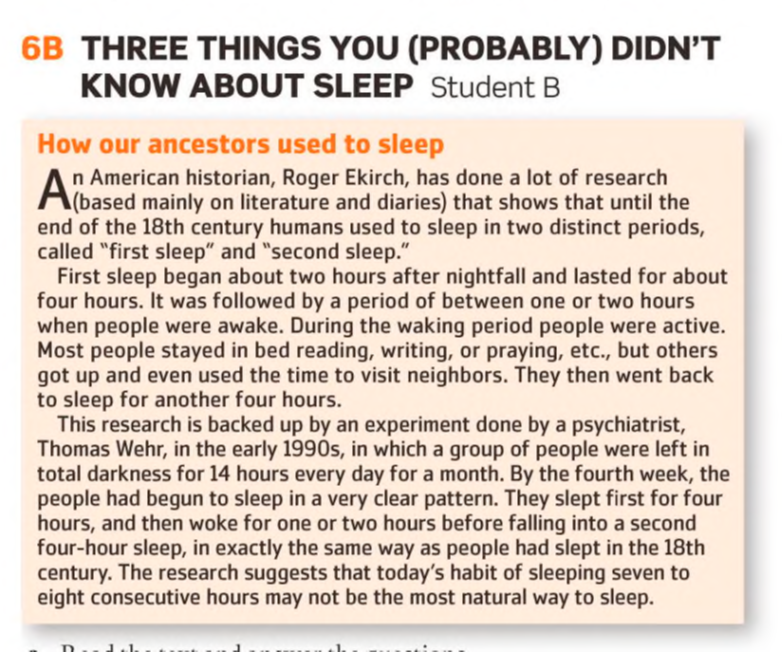 6B THREE THINGS YOU (PROBABLY) DIDN'T
KNOW ABOUT SLEEP Student B
How our ancestors used to sleep
An American historian, Roger Ekirch, has done a lot of research
(based mainly on literature and diaries) that shows that until the
end of the 18th century humans used to sleep in two distinct periods,
called "first sleep" and "second sleep."
First sleep began about two hours after nightfall and lasted for about
four hours. It was followed by a period of between one or two hours
when people were awake. During the waking period people were active.
Most people stayed in bed reading, writing, or praying, etc., but others
got up and even used the time to visit neighbors. They then went back
to sleep for another four hours.
This research is backed up by an experiment done by a psychiatrist,
Thomas Wehr, in the early 1990s, in which a group of people were left in
total darkness for 14 hours every day for a month. By the fourth week, the
people had begun to sleep in a very clear pattern. They slept first for four
hours, and then woke for one or two hours before falling into a second
four-hour sleep, in exactly the same way as people had slept in the 18th
century. The research suggests that today's habit of sleeping seven to
eight consecutive hours may not be the most natural way to sleep.
Read the text and answer the questions